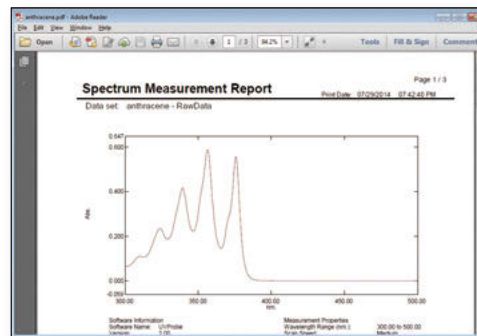 anthracene.pdf - Adobe Reader
File Edit View Window Help
Open 1 / 3 94.2% Tools Fill & Sign Comment
Page 1 / 3
Spectrum Measurement Report
Print Date: 07/29/2014 07:42:40 PM
Data set: anthracene - RawData
0.647
0.600
0.400
Abs.
0.200
0.000
-0.059
300.00 350.00 400.00 450.00 500.00
nm.
Software Information Measurement Properties
Software Name: UVProbe Wavelength Range (nm.): 300.00 to 500.00
Version: 2.00 Scan Speed: Medium